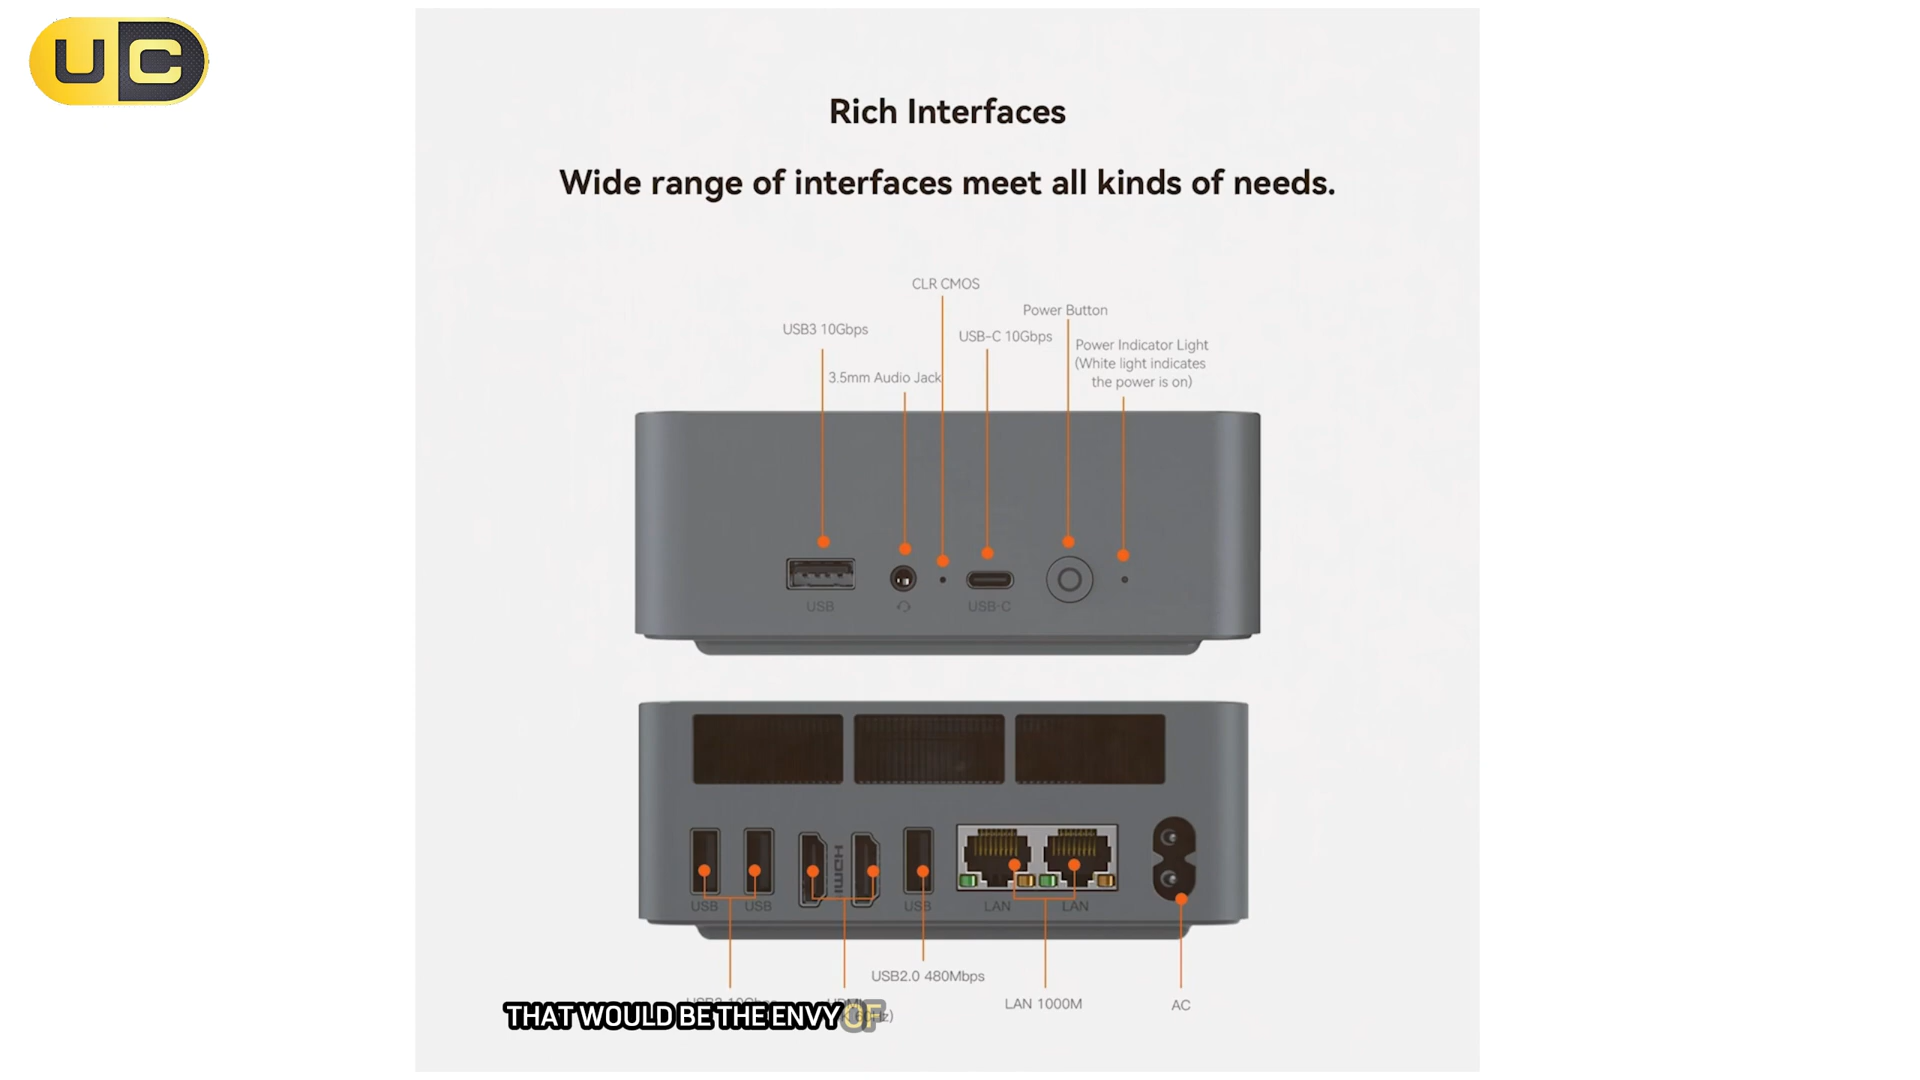 UC
Rich Interfaces
Wide range of interfaces meet all kinds of needs.
CLR CMOS
Power Button
USB3 10Gbps
USB-C 10Gbps
Power Indicator Light
(White light indicates
the power is on)
3.5mm Audio Jack
USB
USB-C
HDMI
USB
USB
USB
LAN
LAN
USB2.0 480Mbps
LAN 1000M
AC
THAT WOULD BE THE ENVY OF